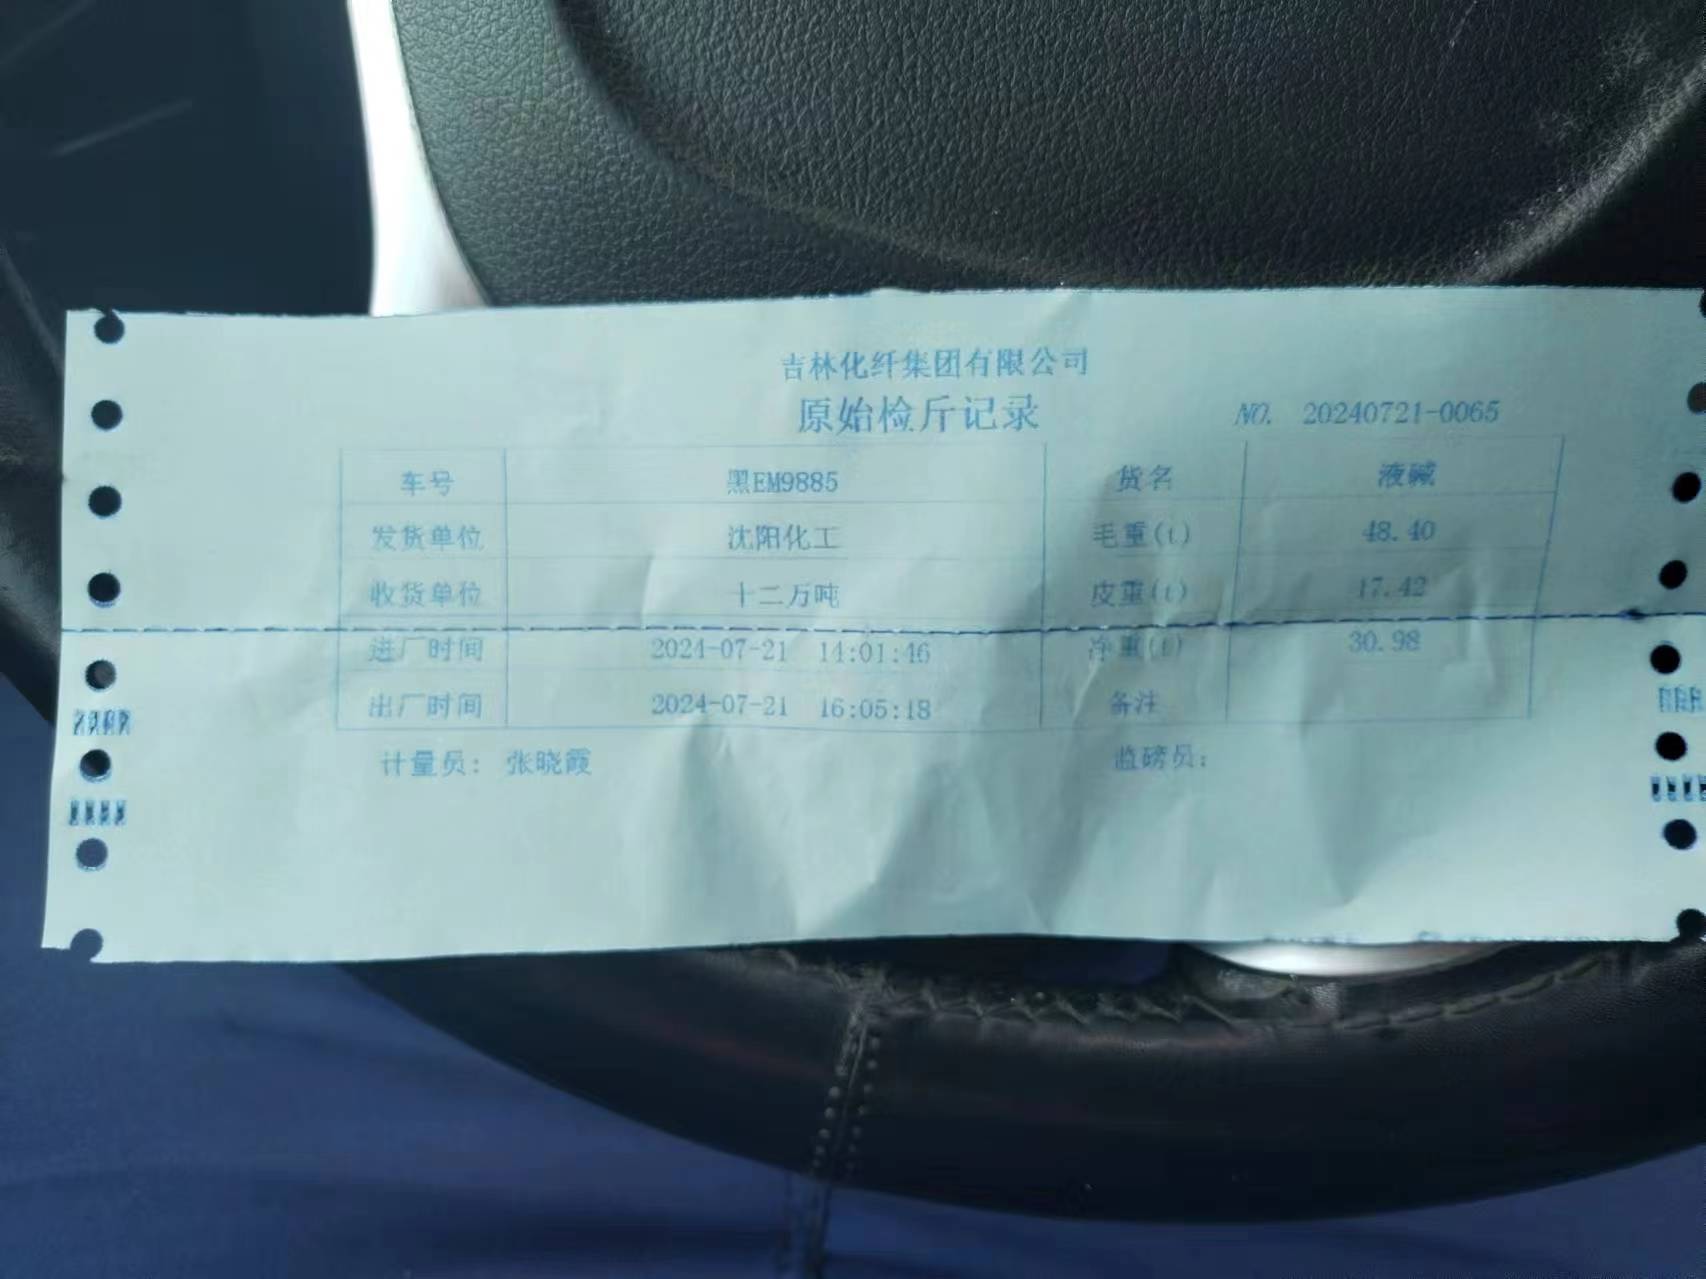 吉林化纤集团有限公司
原始检斤记录 NO. 20240721-0065
车号 黑EM9885 货名 液碱
发货单位 沈阳化工 毛重(t) 48.40
收货单位 十二万吨 皮重(t) 17.42
进厂时间 2024-07-21 14:01:46 净重(t) 30.98
出厂时间 2024-07-21 16:05:18 备注
计量员: 张晓霞 监磅员: